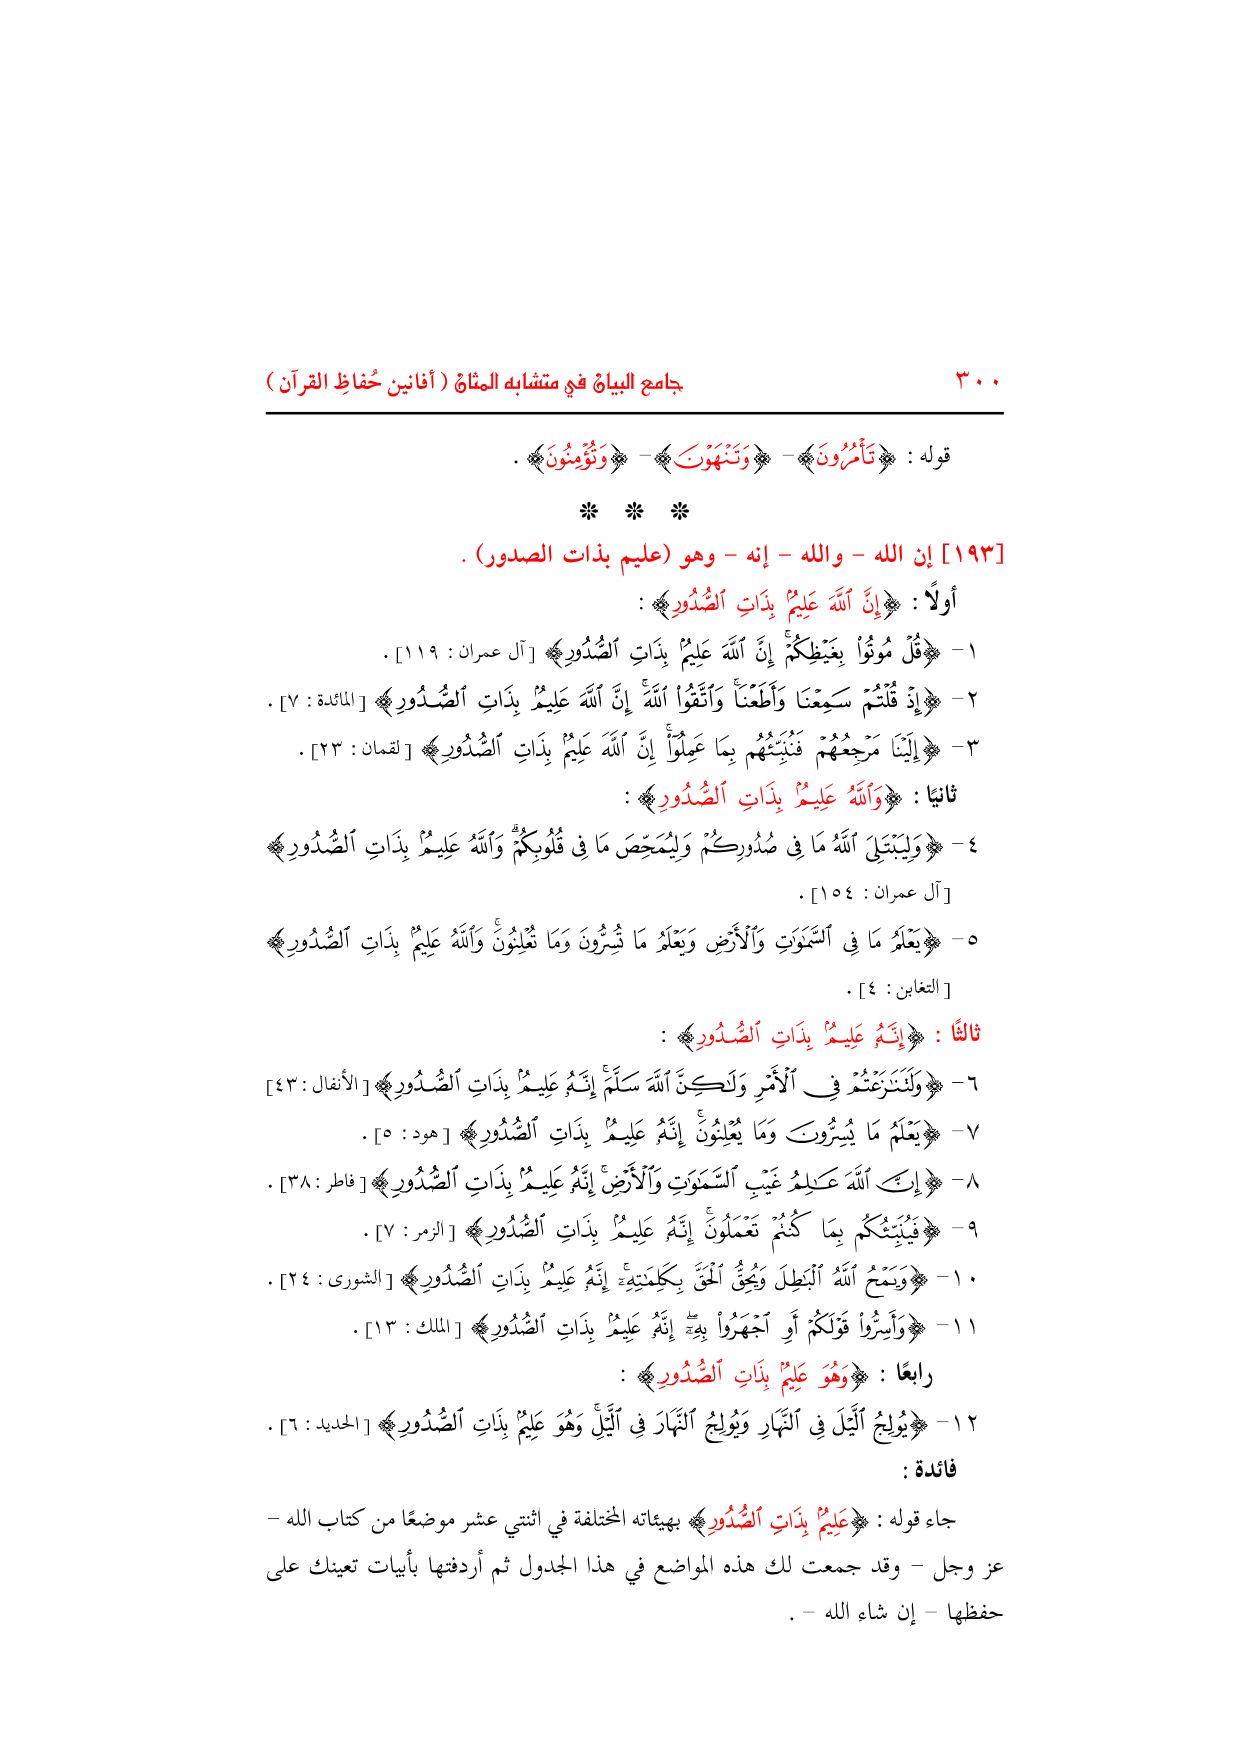 ٣٠٠ جامع البيان في متشابه المثان ( أفانين حُفاظِ القرآن )
قوله : ﴿تَأْمُرُونَ﴾ – ﴿وَتَنْهَوْنَ﴾ – ﴿وَتُؤْمِنُونَ﴾ .
❊ ❊ ❊
[١٩٣] إن الله – والله – إنه – وهو (عليم بذات الصدور) .
أولًا : ﴿إِنَّ ٱللَّهَ عَلِيمٌۢ بِذَاتِ ٱلصُّدُورِ﴾ :
١ – ﴿قُلْ مُوتُوا۟ بِغَيْظِكُمْ ۗ إِنَّ ٱللَّهَ عَلِيمٌۢ بِذَاتِ ٱلصُّدُورِ﴾ [آل عمران : ١١٩] .
٢ – ﴿إِذْ قُلْتُمْ سَمِعْنَا وَأَطَعْنَا ۖ وَٱتَّقُوا۟ ٱللَّهَ ۚ إِنَّ ٱللَّهَ عَلِيمٌۢ بِذَاتِ ٱلصُّدُورِ﴾ [المائدة : ٧] .
٣ – ﴿إِلَيْنَا مَرْجِعُهُمْ فَنُنَبِّئُهُم بِمَا عَمِلُوٓا۟ ۚ إِنَّ ٱللَّهَ عَلِيمٌۢ بِذَاتِ ٱلصُّدُورِ﴾ [لقمان : ٢٣] .
ثانيًا : ﴿وَٱللَّهُ عَلِيمٌۢ بِذَاتِ ٱلصُّدُورِ﴾ :
٤ – ﴿وَلِيَبْتَلِىَ ٱللَّهُ مَا فِى صُدُورِكُمْ وَلِيُمَحِّصَ مَا فِى قُلُوبِكُمْ ۗ وَٱللَّهُ عَلِيمٌۢ بِذَاتِ ٱلصُّدُورِ﴾
[آل عمران : ١٥٤] .
٥ – ﴿يَعْلَمُ مَا فِى ٱلسَّمَٰوَٰتِ وَٱلْأَرْضِ وَيَعْلَمُ مَا تُسِرُّونَ وَمَا تُعْلِنُونَ ۚ وَٱللَّهُ عَلِيمٌۢ بِذَاتِ ٱلصُّدُورِ﴾
[التغابن : ٤] .
ثالثًا : ﴿إِنَّهُۥ عَلِيمٌۢ بِذَاتِ ٱلصُّدُورِ﴾ :
٦ – ﴿وَلَتَنَٰزَعْتُمْ فِى ٱلْأَمْرِ وَلَٰكِنَّ ٱللَّهَ سَلَّمَ ۗ إِنَّهُۥ عَلِيمٌۢ بِذَاتِ ٱلصُّدُورِ﴾ [الأنفال : ٤٣]
٧ – ﴿يَعْلَمُ مَا يُسِرُّونَ وَمَا يُعْلِنُونَ ۚ إِنَّهُۥ عَلِيمٌۢ بِذَاتِ ٱلصُّدُورِ﴾ [هود : ٥] .
٨ – ﴿إِنَّ ٱللَّهَ عَٰلِمُ غَيْبِ ٱلسَّمَٰوَٰتِ وَٱلْأَرْضِ ۚ إِنَّهُۥ عَلِيمٌۢ بِذَاتِ ٱلصُّدُورِ﴾ [فاطر : ٣٨] .
٩ – ﴿فَيُنَبِّئُكُم بِمَا كُنتُمْ تَعْمَلُونَ ۚ إِنَّهُۥ عَلِيمٌۢ بِذَاتِ ٱلصُّدُورِ﴾ [الزمر : ٧] .
١٠ – ﴿وَيَمْحُ ٱللَّهُ ٱلْبَٰطِلَ وَيُحِقُّ ٱلْحَقَّ بِكَلِمَٰتِهِۦٓ ۚ إِنَّهُۥ عَلِيمٌۢ بِذَاتِ ٱلصُّدُورِ﴾ [الشورى : ٢٤] .
١١ – ﴿وَأَسِرُّوا۟ قَوْلَكُمْ أَوِ ٱجْهَرُوا۟ بِهِۦٓ ۖ إِنَّهُۥ عَلِيمٌۢ بِذَاتِ ٱلصُّدُورِ﴾ [الملك : ١٣] .
رابعًا : ﴿وَهُوَ عَلِيمٌۢ بِذَاتِ ٱلصُّدُورِ﴾ :
١٢ – ﴿يُولِجُ ٱلَّيْلَ فِى ٱلنَّهَارِ وَيُولِجُ ٱلنَّهَارَ فِى ٱلَّيْلِ ۚ وَهُوَ عَلِيمٌۢ بِذَاتِ ٱلصُّدُورِ﴾ [الحديد : ٦] .
فائدة :
جاء قوله : ﴿عَلِيمٌۢ بِذَاتِ ٱلصُّدُورِ﴾ بهيئاته المختلفة في اثنتي عشر موضعًا من كتاب الله –
عز وجل – وقد جمعت لك هذه المواضع في هذا الجدول ثم أردفتها بأبيات تعينك على
حفظها – إن شاء الله – .